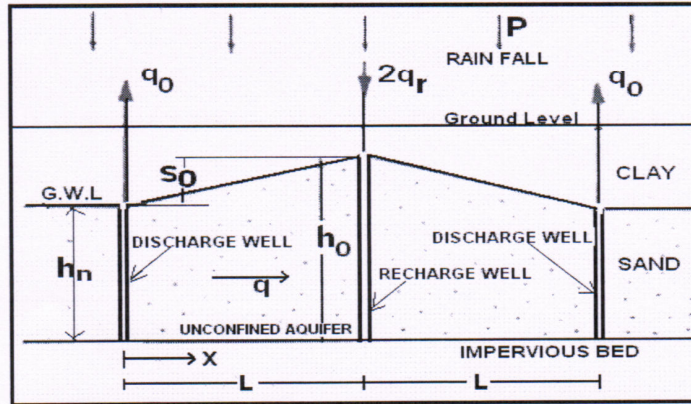 P
RAIN FALL
q0
2qr
q0
Ground Level
S0
CLAY
G.W.L
DISCHARGE WELL
h0
DISCHARGE WELL
SAND
hn
RECHARGE WELL
q
UNCONFINED AQUIFER
X
IMPERVIOUS BED
L
L